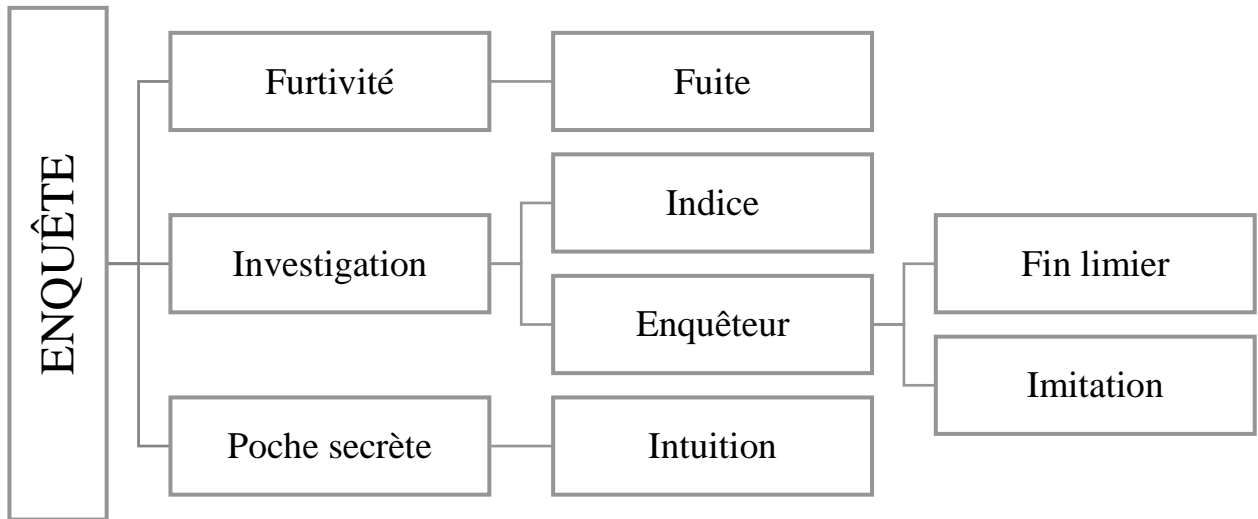 ENQUÊTE
Furtivité
Fuite
Investigation
Indice
Enquêteur
Fin limier
Imitation
Poche secrète
Intuition